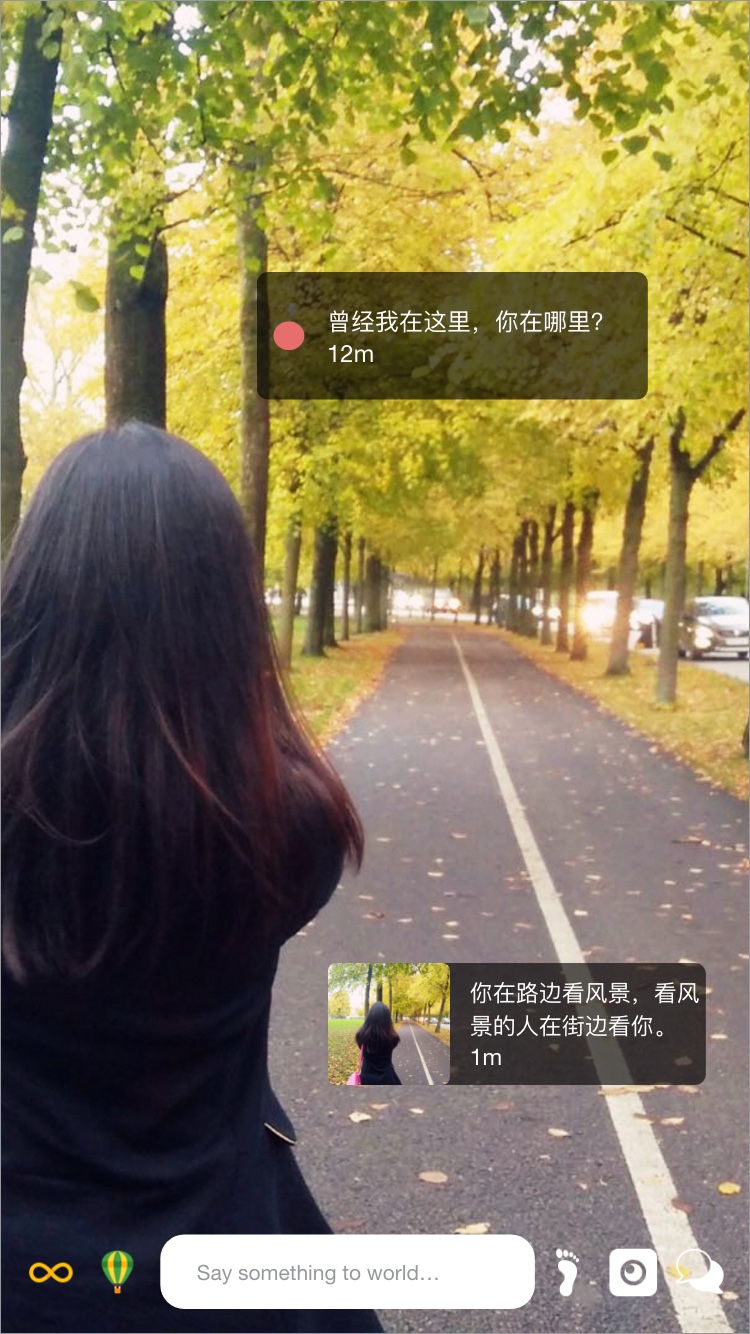 曾经我在这里，你在哪里？
12m
你在路边看风景，看风
景的人在街边看你。
1m
Say something to world...